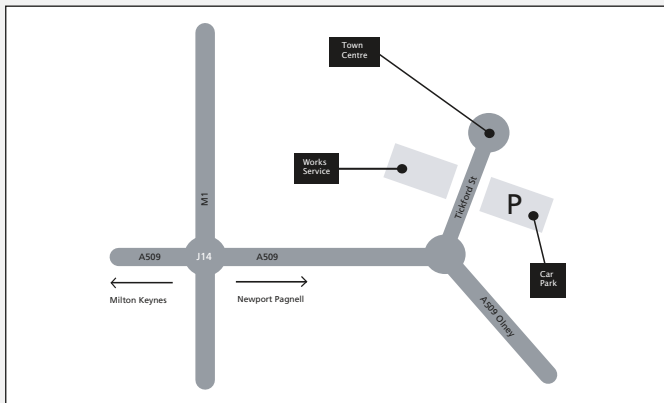 Town
Centre
Works
Service
Tickford St
P
M1
A509
J14
A509
Car
Park
Milton Keynes
Newport Pagnell
A509 Olney